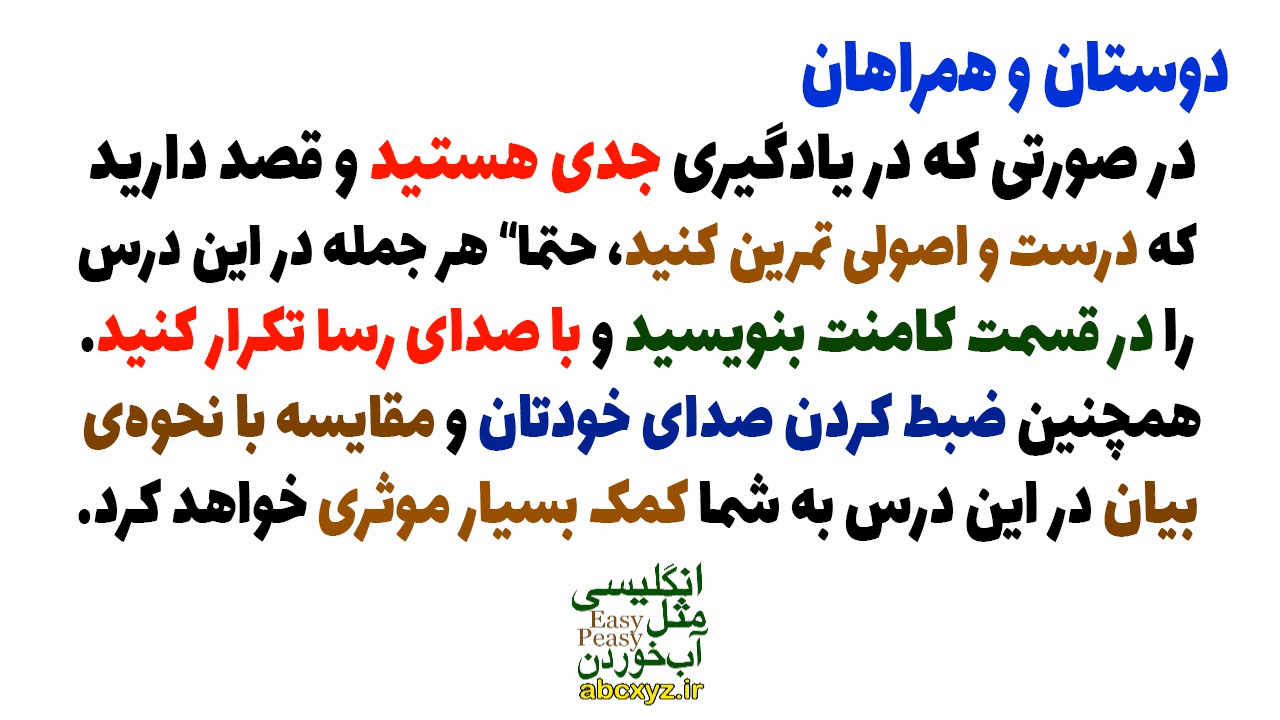 دوستان و همراهان
در صورتی که در یادگیری جدی هستید و قصد دارید
که درست و اصولی تمرین کنید، حتما“ هر جمله در این درس
را در قسمت کامنت بنویسید و با صدای رسا تکرار کنید.
همچنین ضبط کردن صدای خودتان و مقایسه با نحوه‌ی
بیان در این درس به شما کمک بسیار موثری خواهد کرد.
انگلیسی
مثل
Easy
Peasy
آب‌خوردن
abcxyz.ir